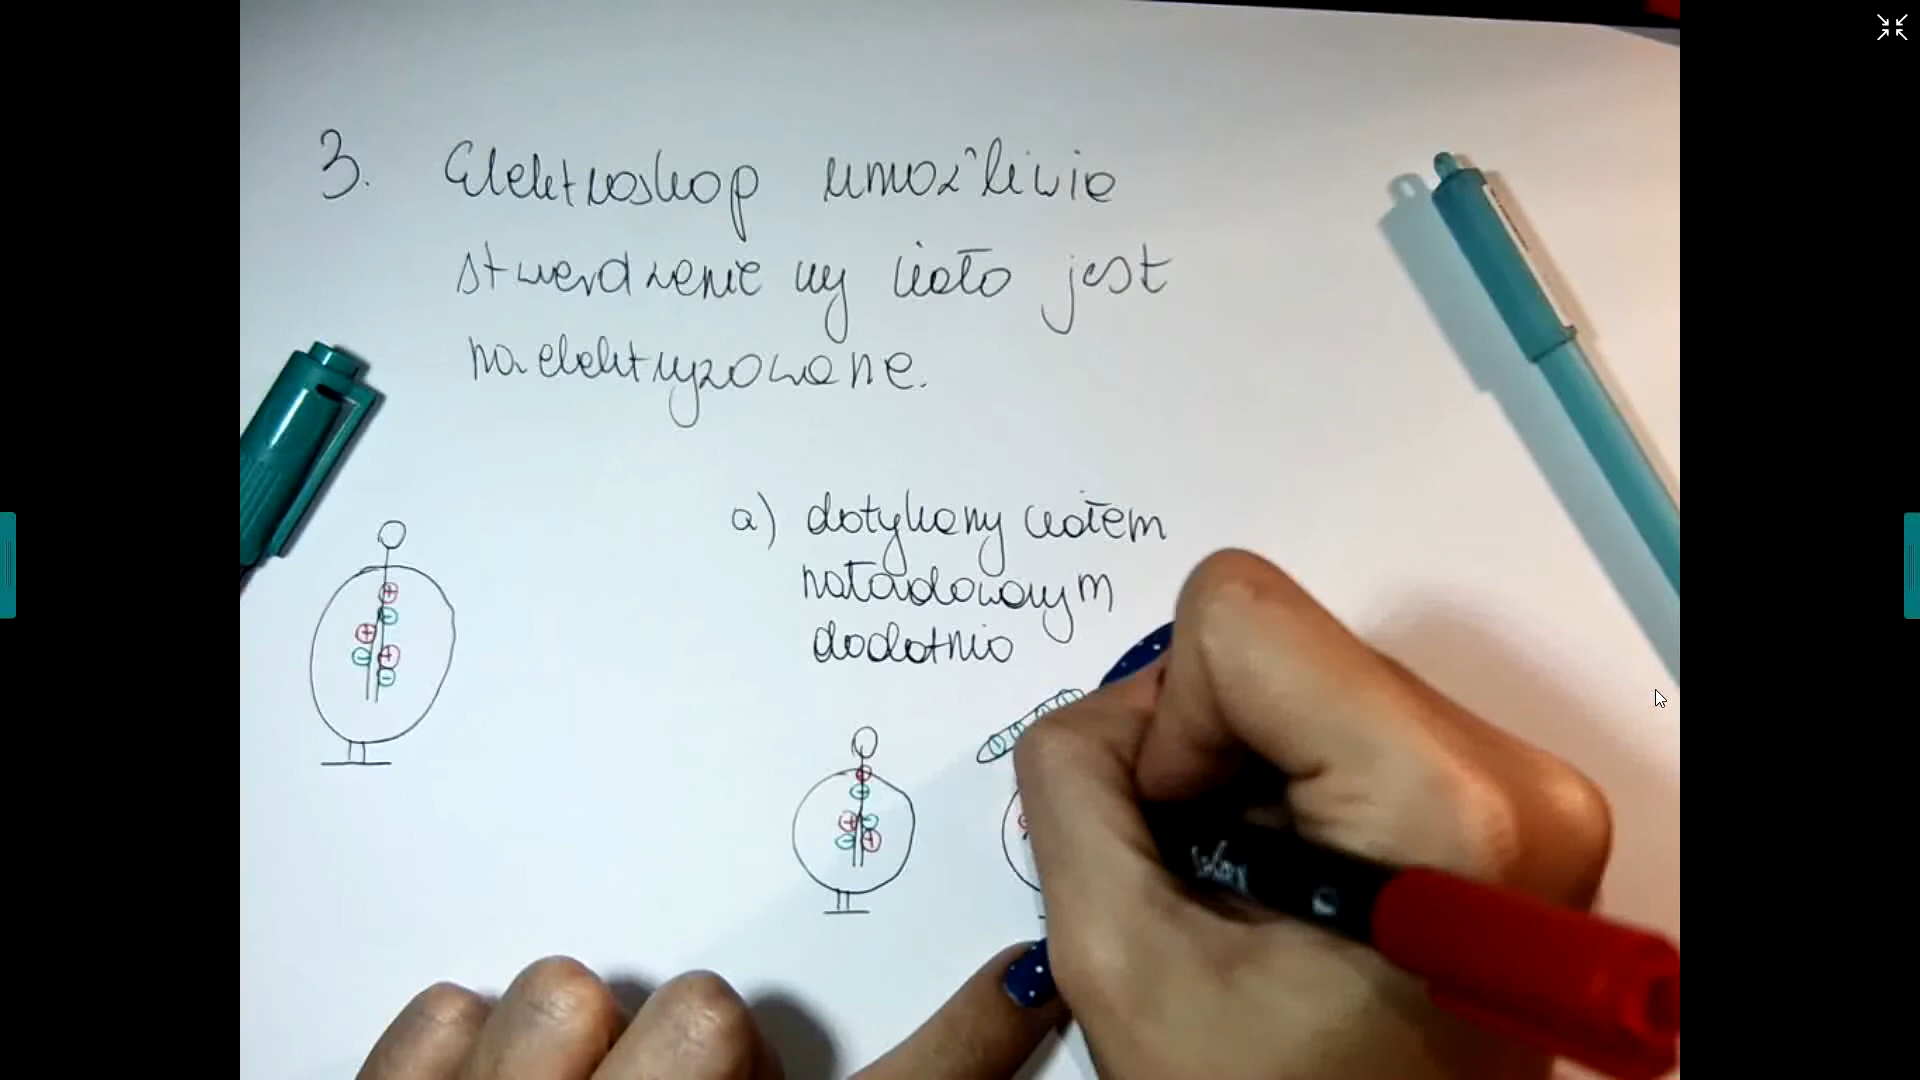 3. Elektroskop umożliwia
stwierdzenie czy ciało jest
naelektryzowane.
a) dotykamy ciałem
naładowanym
dodatnio